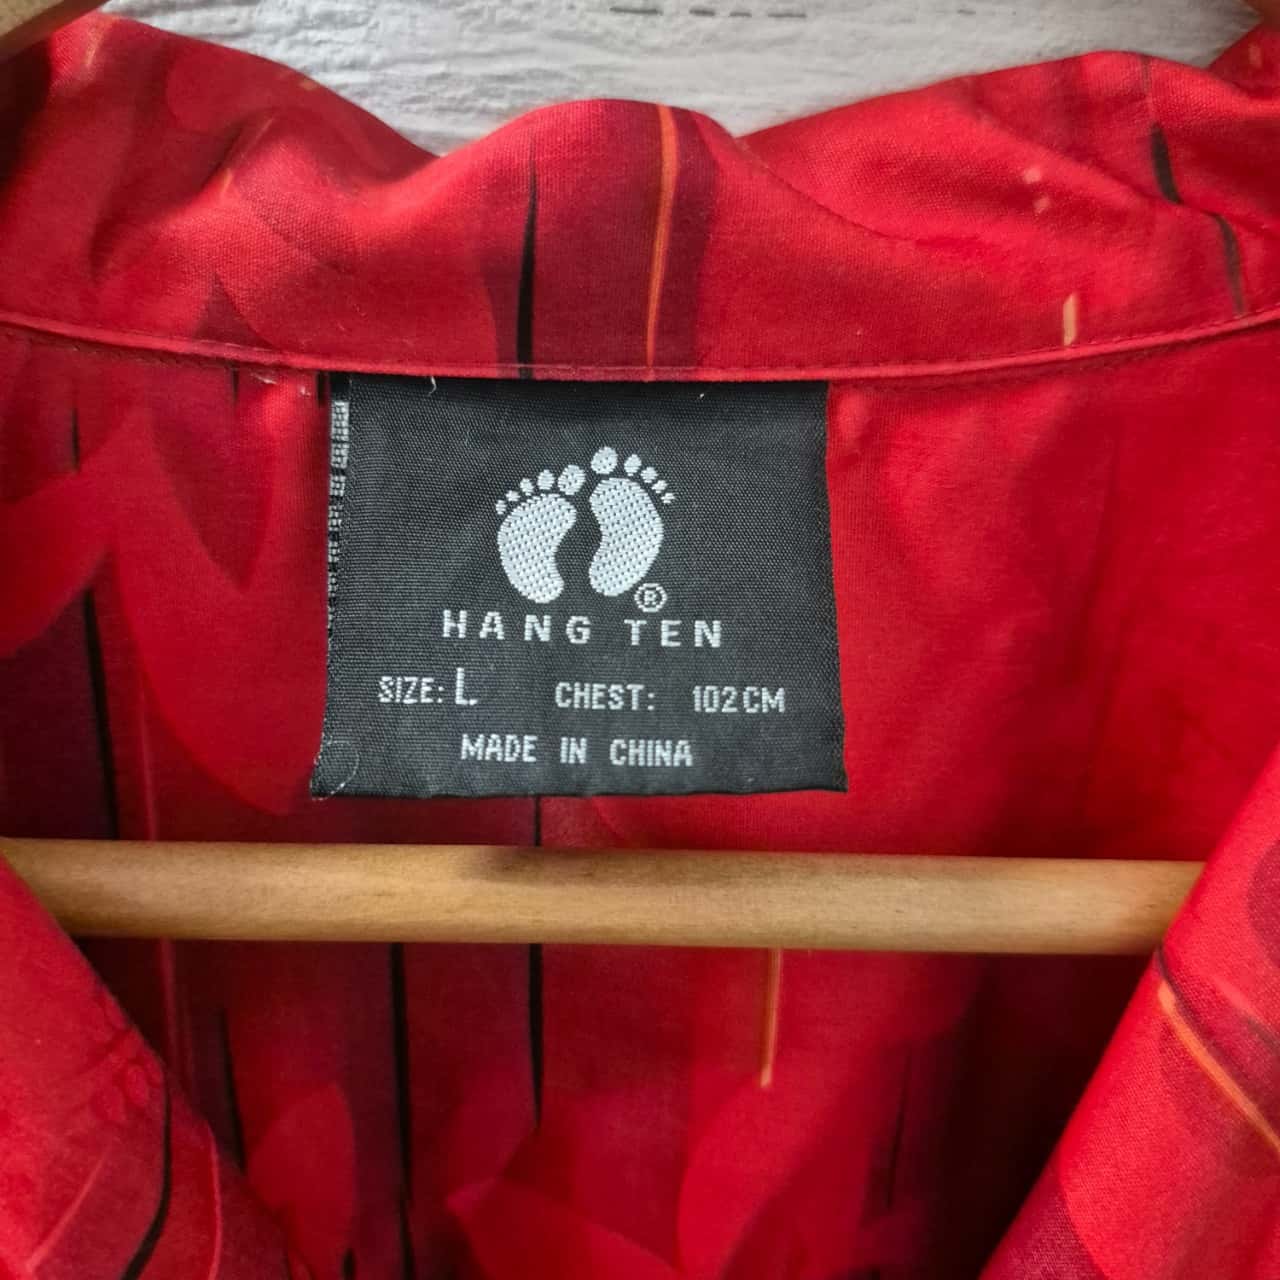 ®
HANG TEN
SIZE: L CHEST: 102CM
MADE IN CHINA